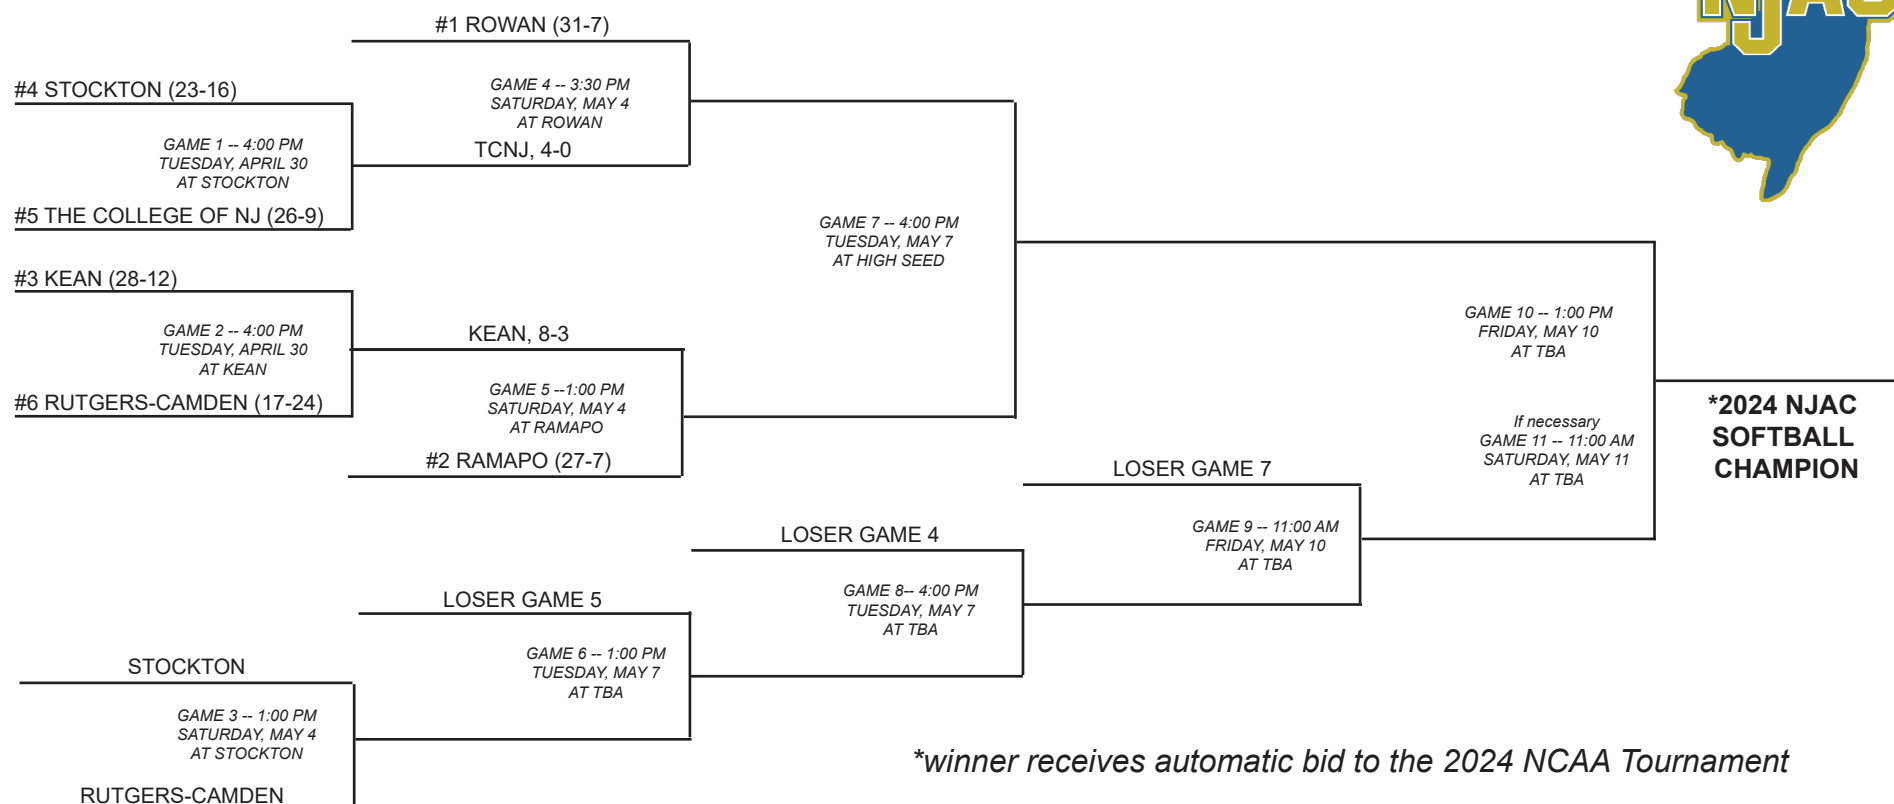 NJAC
#1 ROWAN (31-7)
#4 STOCKTON (23-16)
GAME 4 -- 3:30 PM
SATURDAY, MAY 4
AT ROWAN
GAME 1 -- 4:00 PM
TUESDAY, APRIL 30
AT STOCKTON
TCNJ, 4-0
#5 THE COLLEGE OF NJ (26-9)
GAME 7 -- 4:00 PM
TUESDAY, MAY 7
AT HIGH SEED
#3 KEAN (28-12)
GAME 2 -- 4:00 PM
TUESDAY, APRIL 30
AT KEAN
KEAN, 8-3
#6 RUTGERS-CAMDEN (17-24)
GAME 5 --1:00 PM
SATURDAY, MAY 4
AT RAMAPO
#2 RAMAPO (27-7)
GAME 10 -- 1:00 PM
FRIDAY, MAY 10
AT TBA
If necessary
GAME 11 -- 11:00 AM
SATURDAY, MAY 11
AT TBA
*2024 NJAC
SOFTBALL
CHAMPION
LOSER GAME 7
GAME 9 -- 11:00 AM
FRIDAY, MAY 10
AT TBA
LOSER GAME 4
GAME 8-- 4:00 PM
TUESDAY, MAY 7
AT TBA
LOSER GAME 5
GAME 6 -- 1:00 PM
TUESDAY, MAY 7
AT TBA
STOCKTON
GAME 3 -- 1:00 PM
SATURDAY, MAY 4
AT STOCKTON
RUTGERS-CAMDEN
*winner receives automatic bid to the 2024 NCAA Tournament